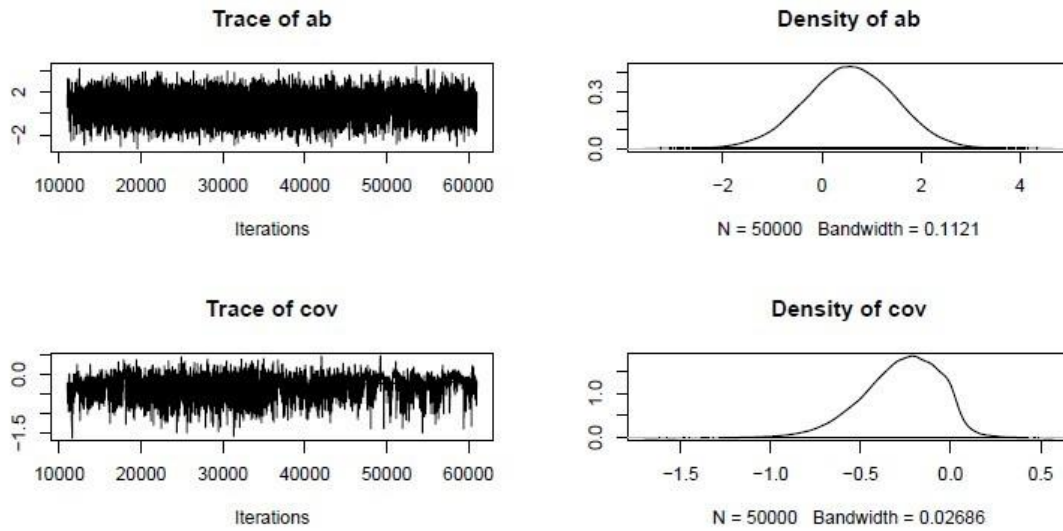 Trace of ab
2
−2
10000 20000 30000 40000 50000 60000
Iterations
Density of ab
0.3
0.0
−2 0 2 4
N = 50000 Bandwidth = 0.1121
Trace of cov
0.0
−1.5
10000 20000 30000 40000 50000 60000
Iterations
Density of cov
1.0
0.0
−1.5 −1.0 −0.5 0.0 0.5
N = 50000 Bandwidth = 0.02686